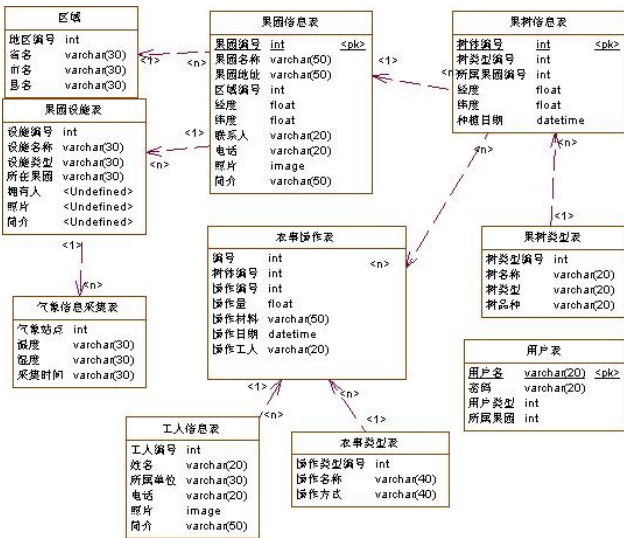 区域
地区编号 int
省名 varchar(30)
市名 varchar(30)
县名 varchar(30)
果园信息表
果园编号 int <pk>
果园名称 varchar(50)
果园地址 varchar(50)
区域编号 int
经度 float
纬度 float
联系人 varchar(20)
电话 varchar(20)
照片 image
简介 varchar(50)
果树信息表
树体编号 int <pk>
树类型编号 int
所属果园编号 int
经度 float
纬度 float
种植日期 datetime
<1>
<n>
<1>
果园设施表
设施编号 int
设施名称 varchar(30)
设施类型 varchar(30)
所在果园 varchar(30)
拥有人 <Undefined>
照片 <Undefined>
简介 <Undefined>
<1>
<n>
<n>
<n>
<1>
<n>
气象信息采集表
气象站点 int
温度 varchar(30)
湿度 varchar(30)
采集时间 varchar(30)
农事操作表
编号 int
树体编号 int
操作编号 int
操作量 float
操作材料 varchar(50)
操作日期 datetime
操作工人 varchar(20)
<n>
<1>
果树类型表
树类型编号 int
树名称 varchar(20)
树类型 varchar(20)
树品种 varchar(20)
用户表
用户名 varchar(20) <pk>
密码 varchar(20)
用户类型 int
所属果园 int
<1>
<n>
<n>
<1>
工人信息表
工人编号 int
姓名 varchar(20)
所属单位 varchar(30)
电话 varchar(20)
照片 image
简介 varchar(50)
农事类型表
操作类型编号 int
操作名称 varchar(40)
操作方式 varchar(40)